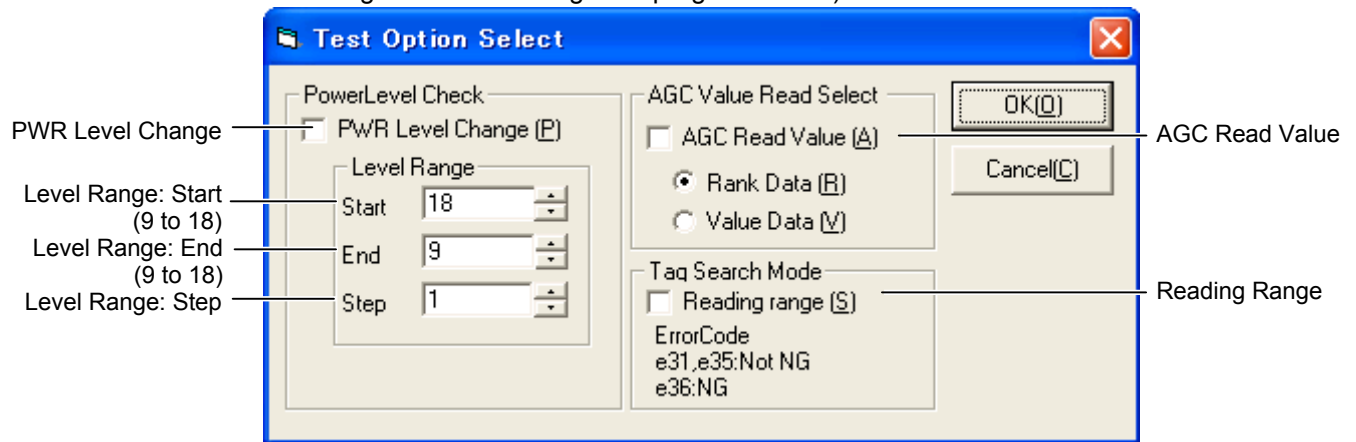 Test Option Select
PowerLevel Check
PWR Level Change (P)
Level Range
Start 18
End 9
Step 1
AGC Value Read Select
AGC Read Value (A)
Rank Data (R)
Value Data (V)
Tag Search Mode
Reading range (S)
ErrorCode
e31,e35:Not NG
e36:NG
OK(O)
Cancel(C)
PWR Level Change
Level Range: Start
(9 to 18)
Level Range: End
(9 to 18)
Level Range: Step
AGC Read Value
Reading Range